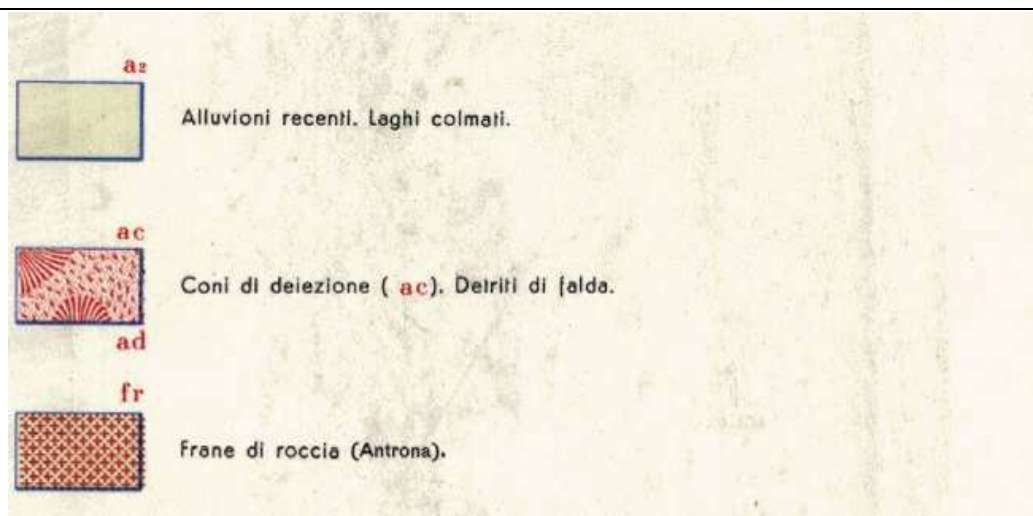 a2
Alluvioni recenti. Laghi colmati.
ac
Coni di deiezione ( ac). Detriti di falda.
ad
fr
Frane di roccia (Antrona).